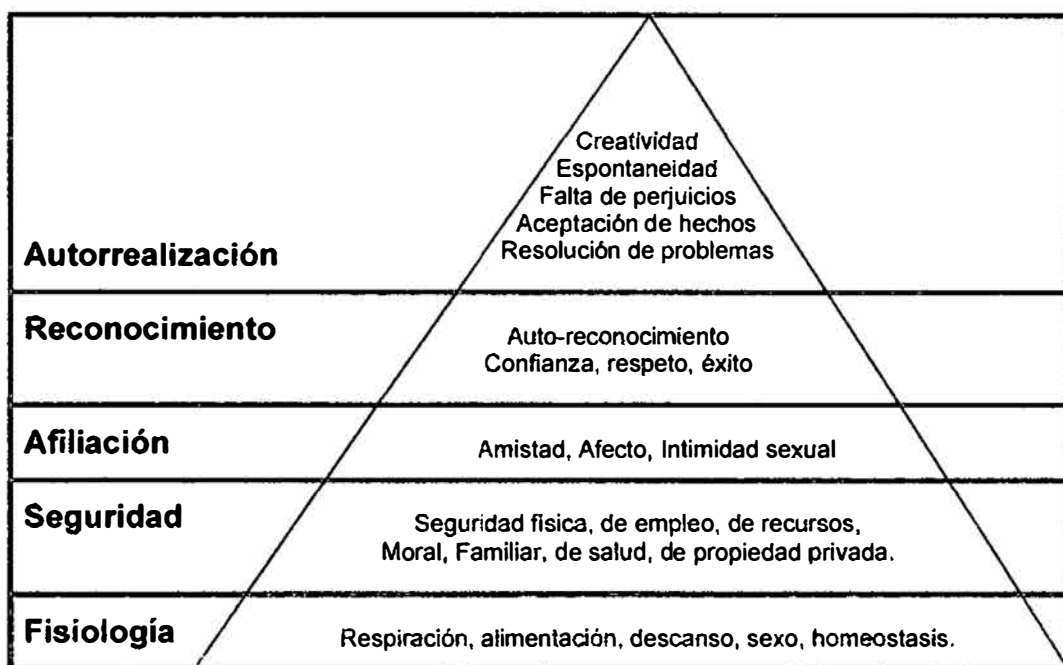 Creatividad
Espontaneidad
Falta de perjuicios
Aceptación de hechos
Resolución de problemas
Autorrealización
Reconocimiento
Auto-reconocimiento
Confianza, respeto, éxito
Afiliación
Amistad, Afecto, Intimidad sexual
Seguridad
Seguridad física, de empleo, de recursos,
Moral, Familiar, de salud, de propiedad privada.
Fisiología
Respiración, alimentación, descanso, sexo, homeostasis.